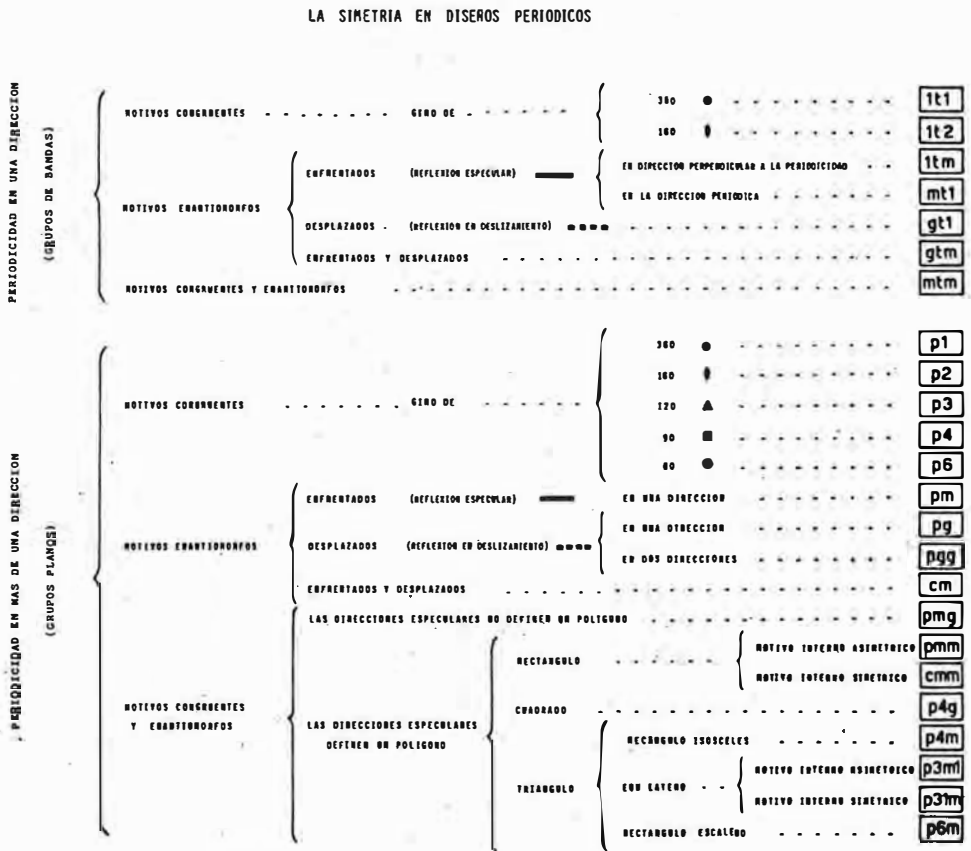 LA SIMETRIA EN DISEÑOS PERIODICOS
PERIODICIDAD EN UNA DIRECCION
(GRUPOS DE BANDAS)
MOTIVOS CONGRUENTES GIRO DE
360 1t1
180 1t2
MOTIVOS ENANTIOMORFOS
ENFRENTADOS (REFLEXION ESPECULAR)
EN DIRECCION PERPENDICULAR A LA PERIODICIDAD 1tm
EN LA DIRECCION PERIODICA mt1
DESPLAZADOS (REFLEXION EN DESLIZAMIENTO) gt1
ENFRENTADOS Y DESPLAZADOS gtm
MOTIVOS CONGRUENTES Y ENANTIOMORFOS mtm
PERIODICIDAD EN MAS DE UNA DIRECCION
(GRUPOS PLANOS)
MOTIVOS CONGRUENTES GIRO DE
360 p1
180 p2
120 p3
90 p4
60 p6
MOTIVOS ENANTIOMORFOS
ENFRENTADOS (REFLEXION ESPECULAR) EN UNA DIRECCION pm
DESPLAZADOS (REFLEXION EN DESLIZAMIENTO)
EN UNA DIRECCION pg
EN DOS DIRECCIONES pgg
ENFRENTADOS Y DESPLAZADOS cm
MOTIVOS CONGRUENTES
Y ENANTIOMORFOS
LAS DIRECCIONES ESPECULARES NO DEFINEN UN POLIGONO pmg
LAS DIRECCIONES ESPECULARES
DEFINEN UN POLIGONO
RECTANGULO
MOTIVO INTERNO ASIMETRICO pmm
MOTIVO INTERNO SIMETRICO cmm
CUADRADO p4g
TRIANGULO
RECTANGULO ISOSCELES p4m
EQUILATERO
MOTIVO INTERNO ASIMETRICO p3m1
MOTIVO INTERNO SIMETRICO p31m
RECTANGULO ESCALENO p6m